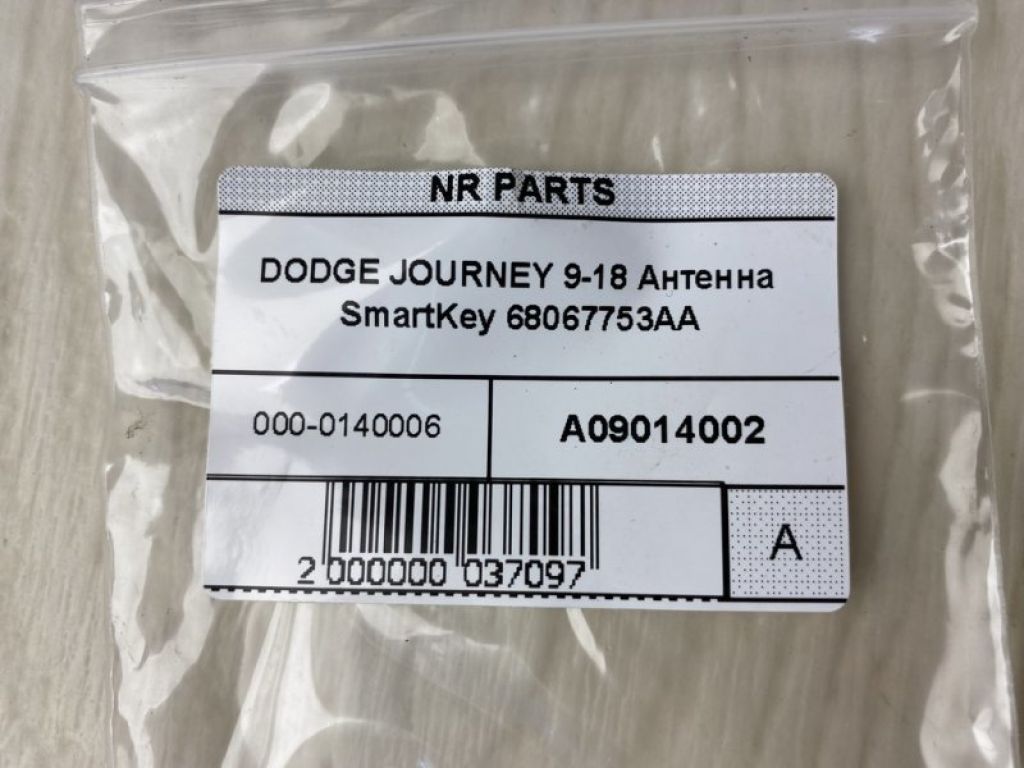 NR PARTS
DODGE JOURNEY 9-18 Антенна
SmartKey 68067753AA
000-0140006
A09014002
2 000000 037097
A